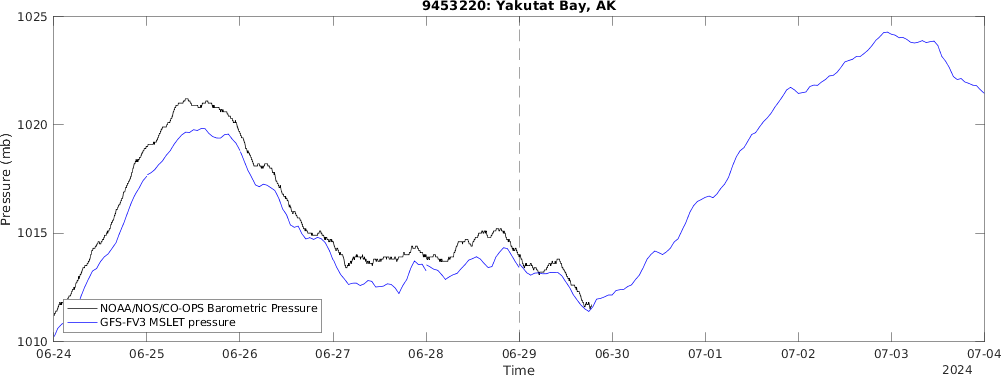 9453220: Yakutat Bay, AK
Pressure (mb)
1025
1020
1015
1010
NOAA/NOS/CO-OPS Barometric Pressure
GFS-FV3 MSLET pressure
06-24 06-25 06-26 06-27 06-28 06-29 06-30 07-01 07-02 07-03 07-04
Time
2024